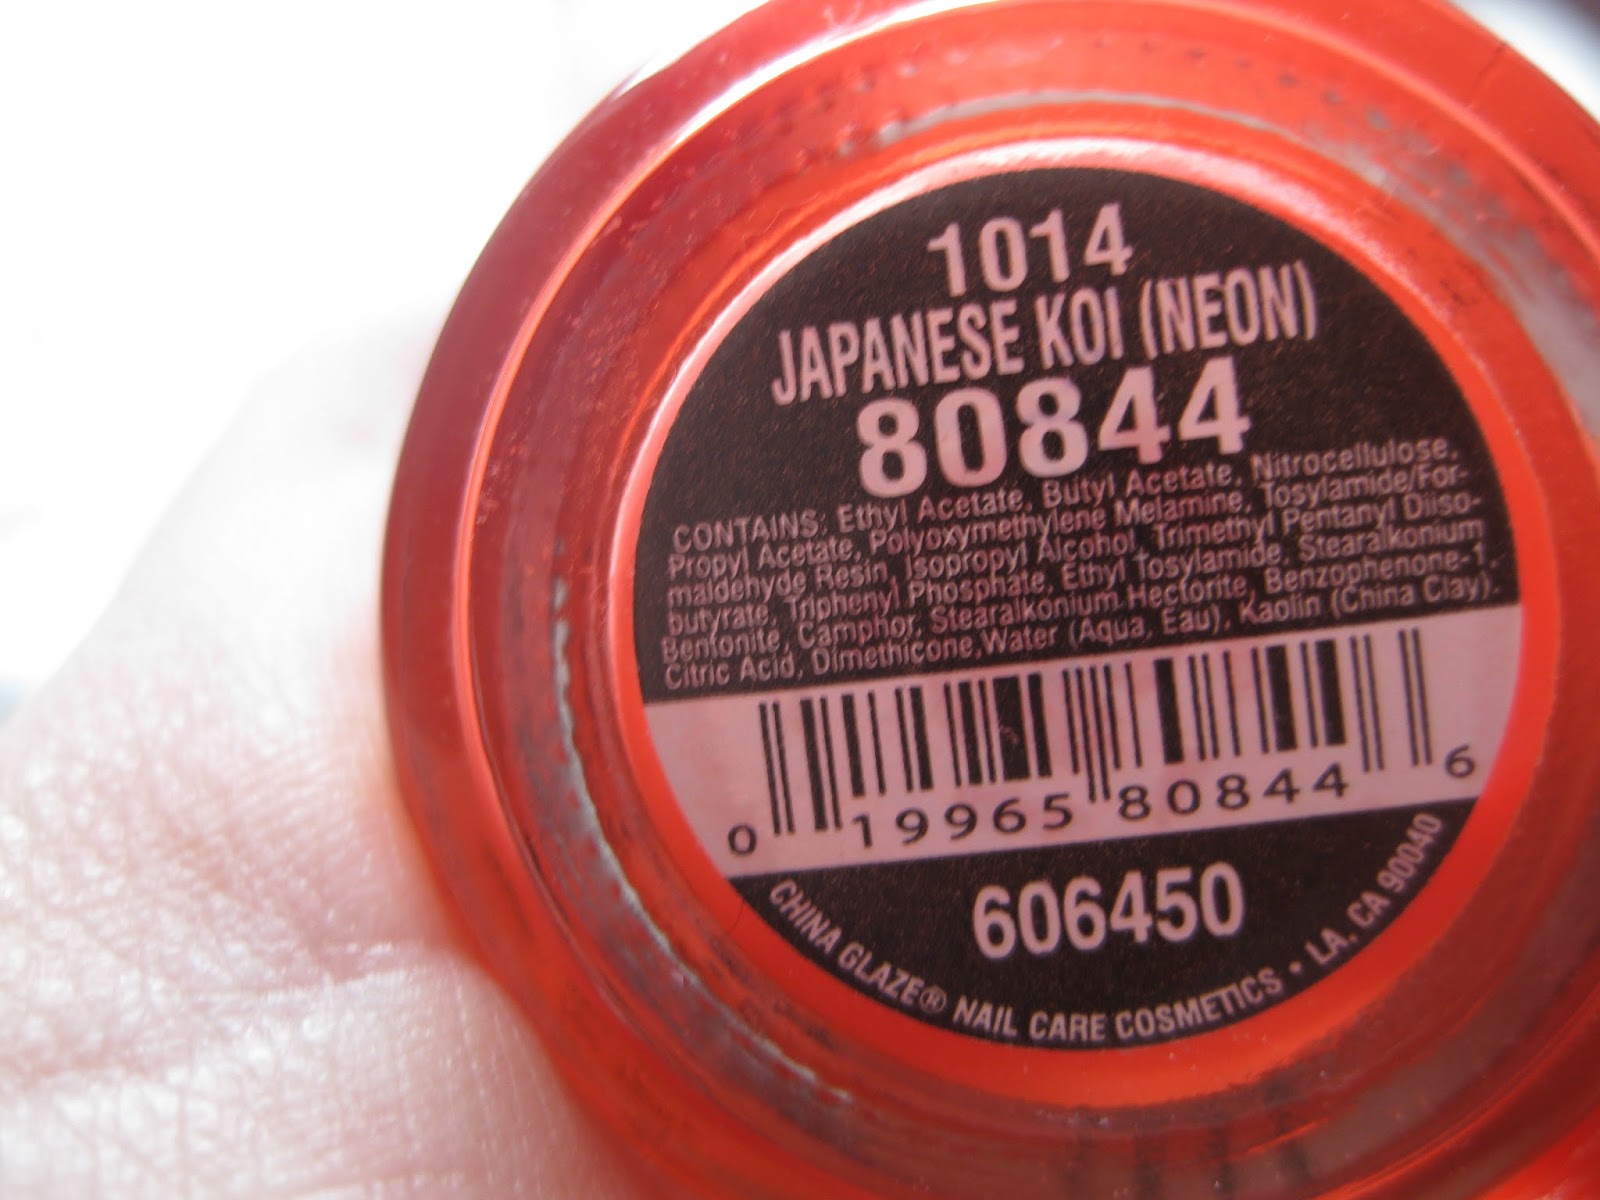 1014
JAPANESE KOI (NEON)
80844
CONTAINS: Ethyl Acetate, Butyl Acetate, Nitrocellulose,
Propyl Acetate, Polyoxymethylene Melamine, Tosylamide/For-
maldehyde Resin, Isopropyl Alcohol, Trimethyl Pentanyl Diiso-
butyrate, Triphenyl Phosphate, Ethyl Tosylamide, Stearalkonium
Bentonite, Camphor, Stearalkonium Hectorite, Benzophenone-1,
Citric Acid, Dimethicone,Water (Aqua, Eau), Kaolin (China Clay).
0 19965 80844 6
606450
CHINA GLAZE® NAIL CARE COSMETICS • LA, CA 90040